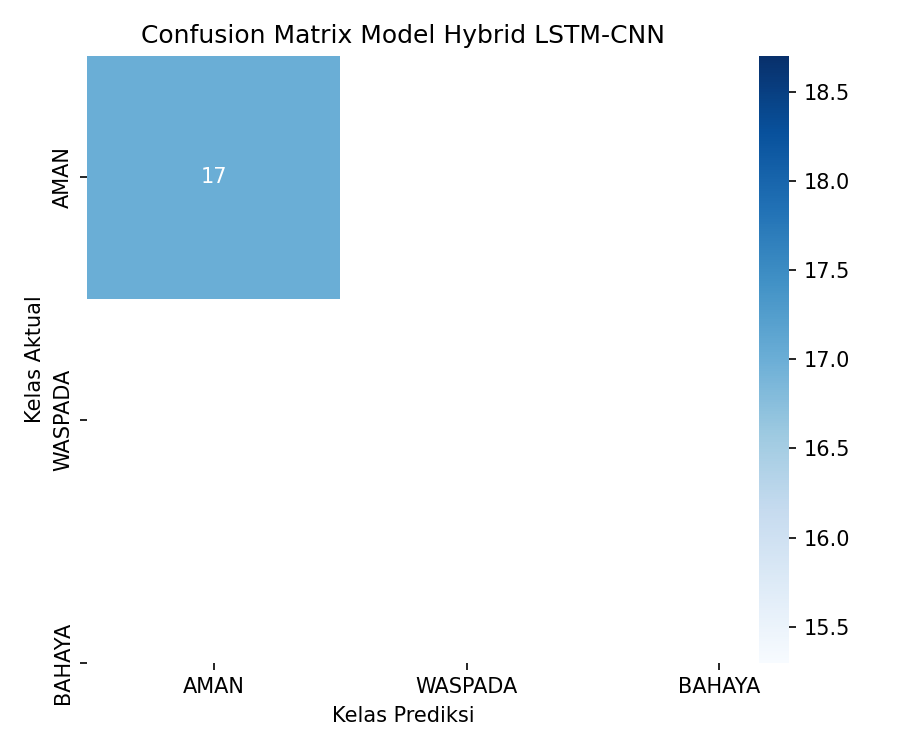 Confusion Matrix Model Hybrid LSTM-CNN
Kelas Aktual
AMAN
WASPADA
BAHAYA
17
AMAN
WASPADA
BAHAYA
Kelas Prediksi
18.5
18.0
17.5
17.0
16.5
16.0
15.5